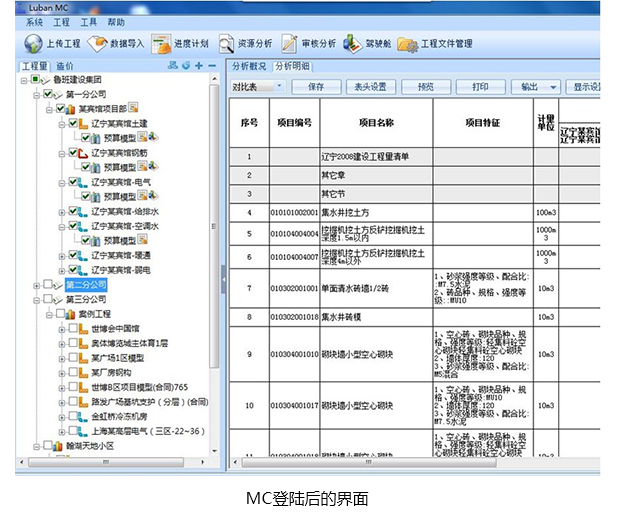 Luban MC
系统 工程 工具 帮助
上传工程 数据导入 进度计划 资源分析 审核分析 驾驶舱 工程文件管理
工程量 造价
鲁班建设集团
第一分公司
某宾馆项目部
辽宁某宾馆土建
预算模型
辽宁某宾馆钢筋
预算模型
辽宁某宾馆-电气
预算模型
辽宁某宾馆-给排水
辽宁某宾馆-空调水
预算模型
辽宁某宾馆-暖通
辽宁某宾馆-弱电
第二分公司
第三分公司
案例工程
世博会中国馆
奥体博览城主体育1层
某广场1区模型
某厂房钢构
世博B区项目模型(合同)765
路发广场基坑支护(分层)(合同)
金虹桥冷冻机房
上海某高层电气(三区-22~36)
翰湖天地小区
分析概况 分析明细
对比表 保存 表头设置 预览 打印 输出 显示设
序号 项目编号 项目名称 项目特征 计量单位
辽宁某宾馆
辽宁某宾馆
1 辽宁2008建设工程里清单
2 其它章
3 其它节
4 010101002001 集水井挖土方 100m3
5 010104004004 挖掘机挖土方反铲挖掘机挖土深度1.5m以内 1000m3
6 010104004007 挖掘机挖土方反铲挖掘机挖土深度4m以外 1000m3
7 010302001001 单面清水砖墙1/2砖 1、砂浆强度等级、配合比::M7.5水泥
2、砖品种、规格、强度等级::MU10 10m3
8 010302001018 集水井砖模 10m3
9 010304001010 砌块墙小型空心砌块 1、空心砖、砌块品种、规格、强度等级:轻集料砼空心砌块轻集料砼空心砌块
2、墙体厚度:120
3、砂浆强度等级、配合比:M5混合 10m3
10 010304001017 砌块墙小型空心砌块 1、空心砖、砌块品种、规格、强度等级:MU10
2、墙体厚度:120
3、砂浆强度等级、配合比:M7.5水泥 10m3
11 010304001018 砌块墙小型空心砌块 1、空心砖、砌块品种、规格、强度等级:轻集料砼空心砌块轻集料砼空 10m3
MC登陆后的界面